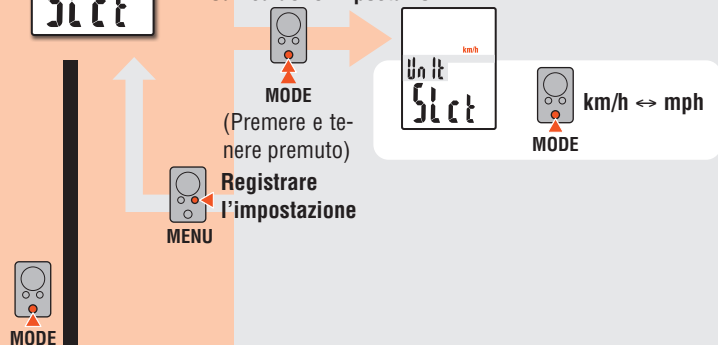 SLCt
MODE
(Premere e te-
nere premuto)
Registrare
l’impostazione
MENU
km/h
UnIt
SLCt
km/h ↔ mph
MODE
MODE